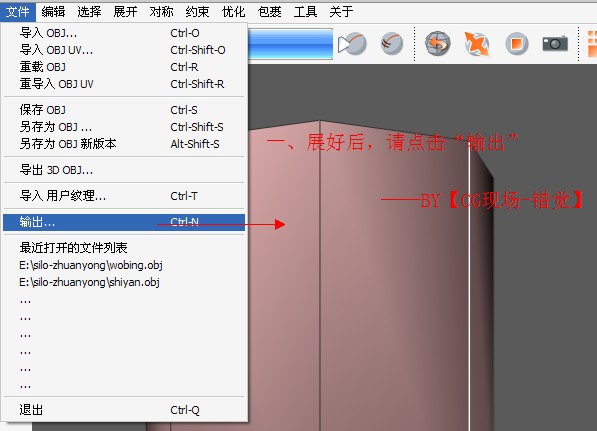 文件 编辑 选择 展开 对称 约束 优化 包裹 工具 关于
导入 OBJ... Ctrl-O
导入 OBJ UV... Ctrl-Shift-O
重载 OBJ Ctrl-R
重导入 OBJ UV Ctrl-Shift-R
保存 OBJ Ctrl-S
另存为 OBJ ... Ctrl-Shift-S
另存为 OBJ 新版本 Alt-Shift-S
一、展好后，请点击“输出”
导出 3D OBJ...
导入 用户纹理... Ctrl-T
——BY【CG现场-错觉】
输出... Ctrl-N
最近打开的文件列表
E:\silo-zhuanyong\wobing.obj
E:\silo-zhuanyong\shiyan.obj
...
...
...
...
...
...
退出 Ctrl-Q